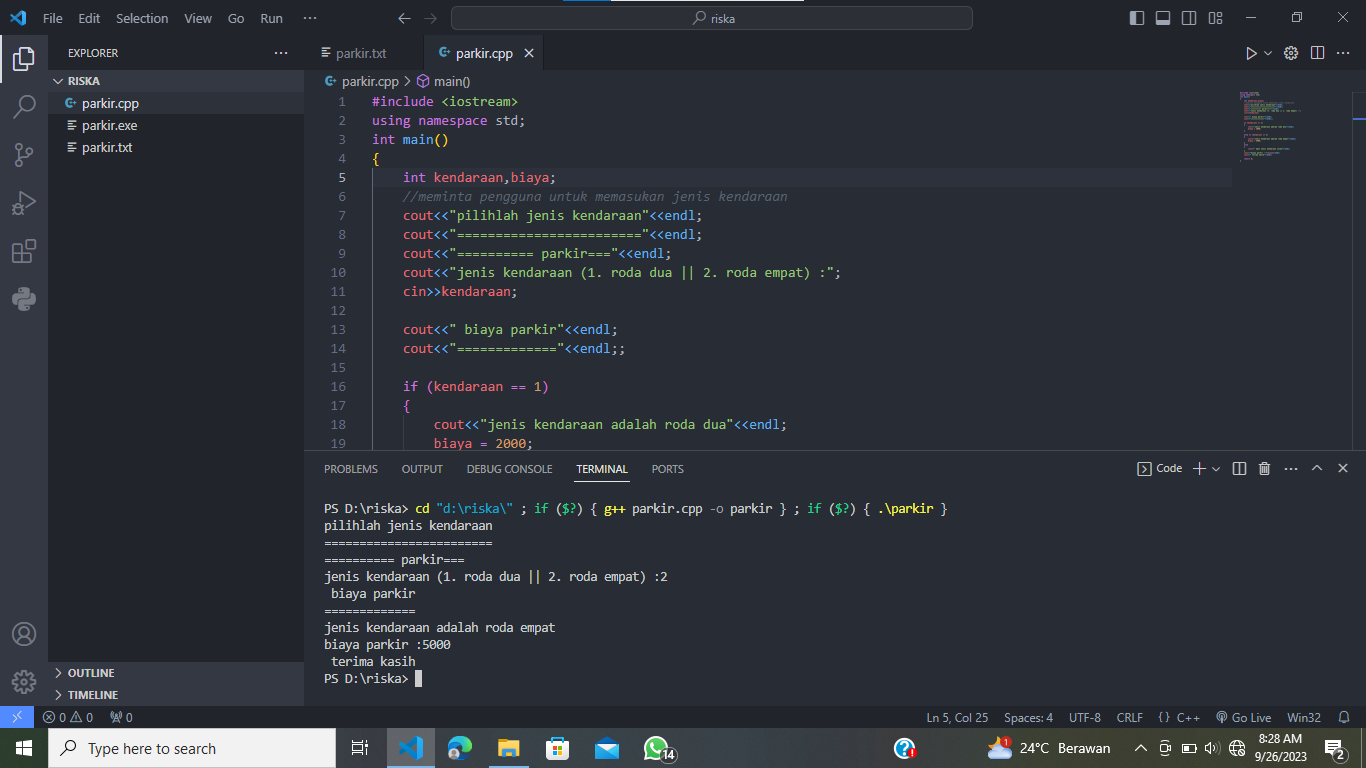 File Edit Selection View Go Run ···
riska
EXPLORER ···
RISKA
parkir.cpp
parkir.exe
parkir.txt
OUTLINE
TIMELINE
parkir.txt parkir.cpp
parkir.cpp > main()
1 #include <iostream>
2 using namespace std;
3 int main()
4 {
5 int kendaraan,biaya;
6 //meminta pengguna untuk memasukan jenis kendaraan
7 cout<<"pilihlah jenis kendaraan"<<endl;
8 cout<<"========================"<<endl;
9 cout<<"========== parkir==="<<endl;
10 cout<<"jenis kendaraan (1. roda dua || 2. roda empat) :";
11 cin>>kendaraan;
12
13 cout<<" biaya parkir"<<endl;
14 cout<<"============="<<endl;;
15
16 if (kendaraan == 1)
17 {
18 cout<<"jenis kendaraan adalah roda dua"<<endl;
19 biaya = 2000;
PROBLEMS OUTPUT DEBUG CONSOLE TERMINAL PORTS
Code
PS D:\riska> cd "d:\riska\" ; if ($?) { g++ parkir.cpp -o parkir } ; if ($?) { .\parkir }
pilihlah jenis kendaraan
========================
========== parkir===
jenis kendaraan (1. roda dua || 2. roda empat) :2
biaya parkir
=============
jenis kendaraan adalah roda empat
biaya parkir :5000
terima kasih
PS D:\riska>
0 0 0
Ln 5, Col 25 Spaces: 4 UTF-8 CRLF {} C++ Go Live Win32
Type here to search
14
1
24°C Berawan
8:28 AM
9/26/2023
2